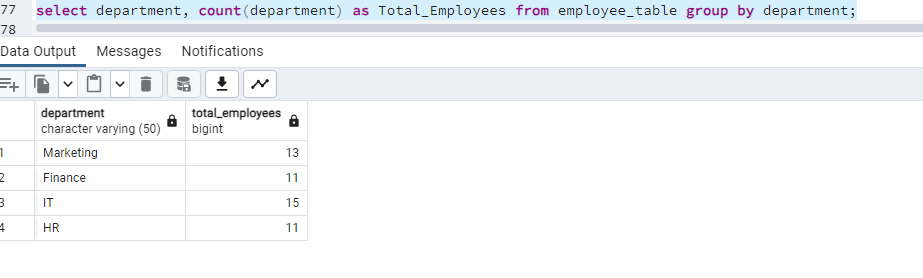 77 select department, count(department) as Total_Employees from employee_table group by department;
78
Data Output Messages Notifications
department total_employees
character varying (50) bigint
1 Marketing 13
2 Finance 11
3 IT 15
4 HR 11